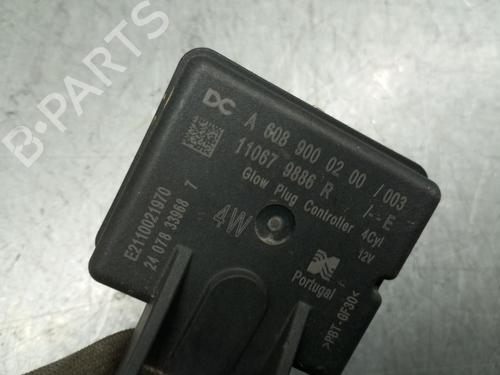 B-PARTS
DC A 608 900 02 00 /003
11067 9886 R /-- E
Glow Plug Controller 4Cyl
12V
4W
E2110021970
24 078 33968 7
Portugal
>PBT-GF30<
B-PARTS